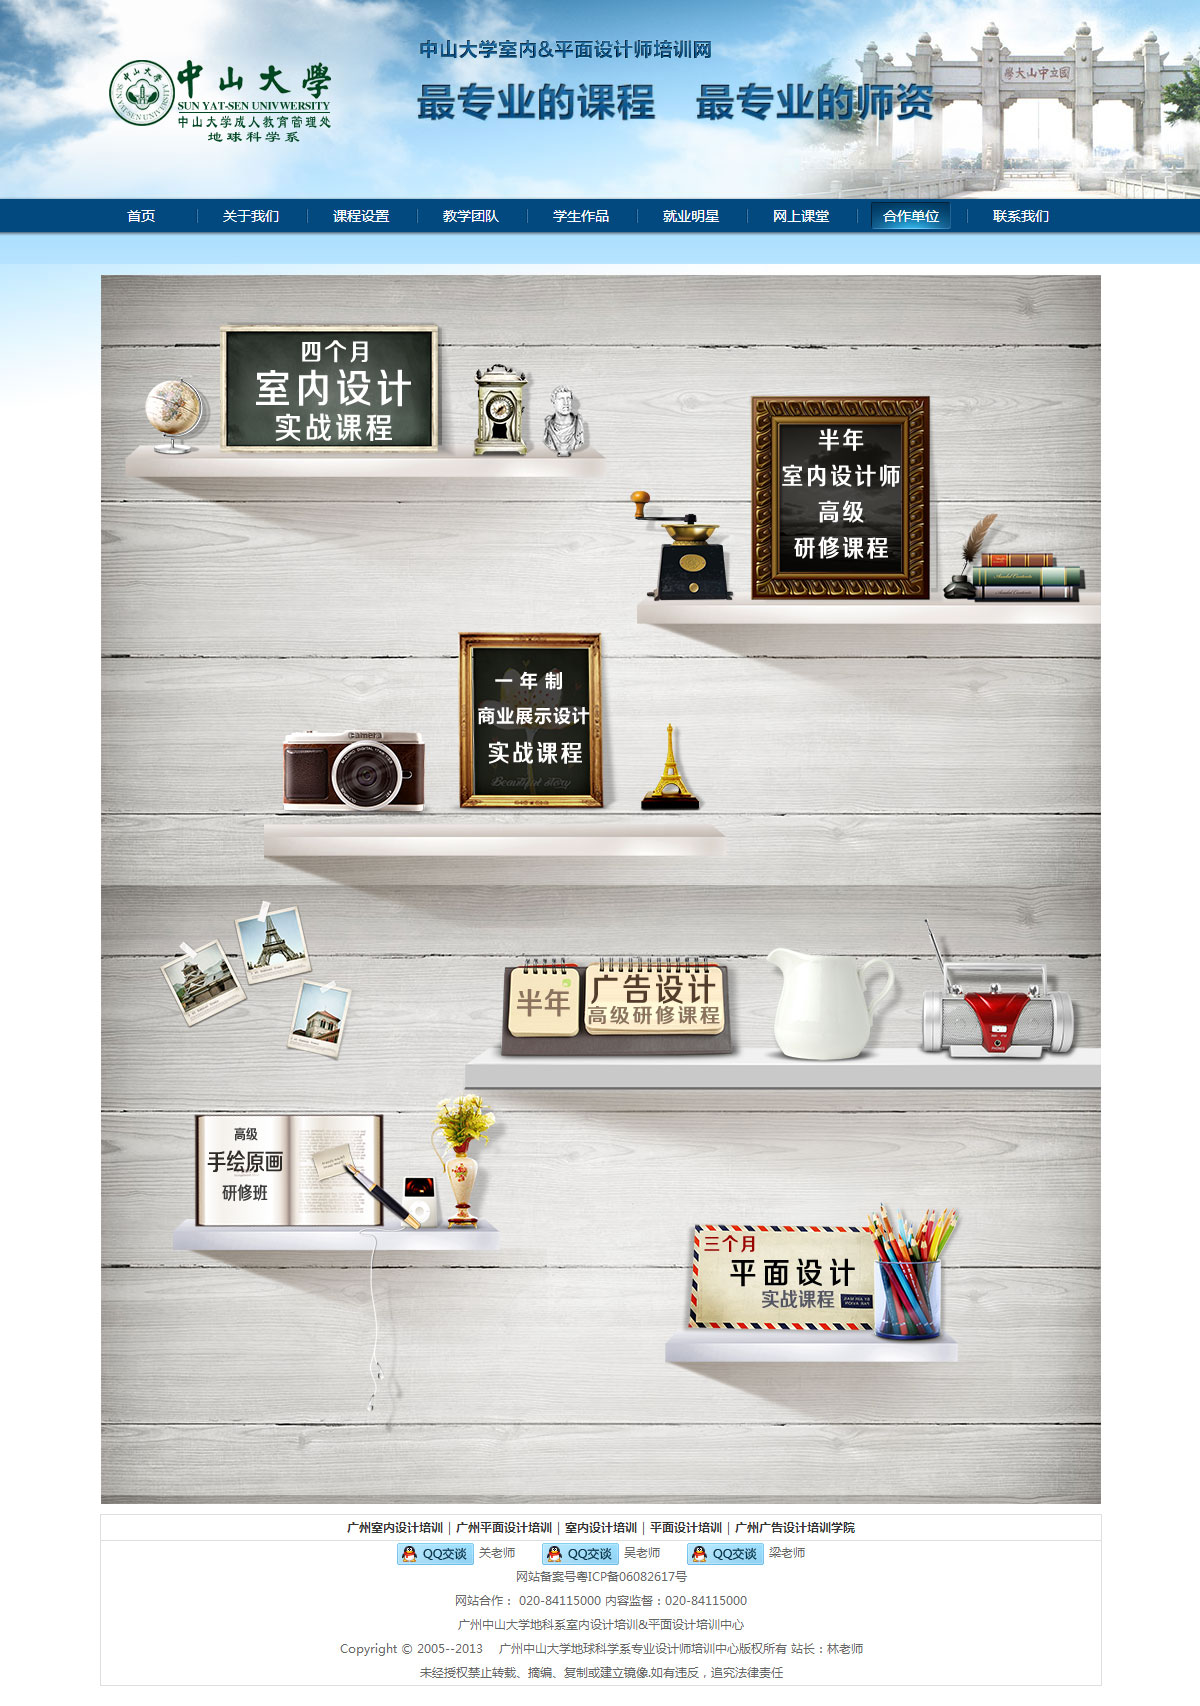 中山大学室内&平面设计师培训网
中山大學
SUN YAT-SEN UNIVWERSITY
中山大学成人教育管理处
地球科学系
最专业的课程 最专业的师资
国立中山大學
首页 关于我们 课程设置 教学团队 学生作品 就业明星 网上课堂 合作单位 联系我们
四个月
室内设计
实战课程
半年
室内设计师
高级
研修课程
一年制
商业展示设计
实战课程
Beautiful story
Camera
半年
广告设计
高级研修课程
高级
手绘原画
研修班
三个月
平面设计
实战课程
广州室内设计培训 | 广州平面设计培训 | 室内设计培训 | 平面设计培训 | 广州广告设计培训学院
QQ交谈 关老师 QQ交谈 吴老师 QQ交谈 梁老师
网站备案号粤ICP备06082617号
网站合作： 020-84115000 内容监督：020-84115000
广州中山大学地科系室内设计培训&平面设计培训中心
Copyright © 2005--2013 广州中山大学地球科学系专业设计师培训中心版权所有 站长：林老师
未经授权禁止转载、摘编、复制或建立镜像.如有违反，追究法律责任